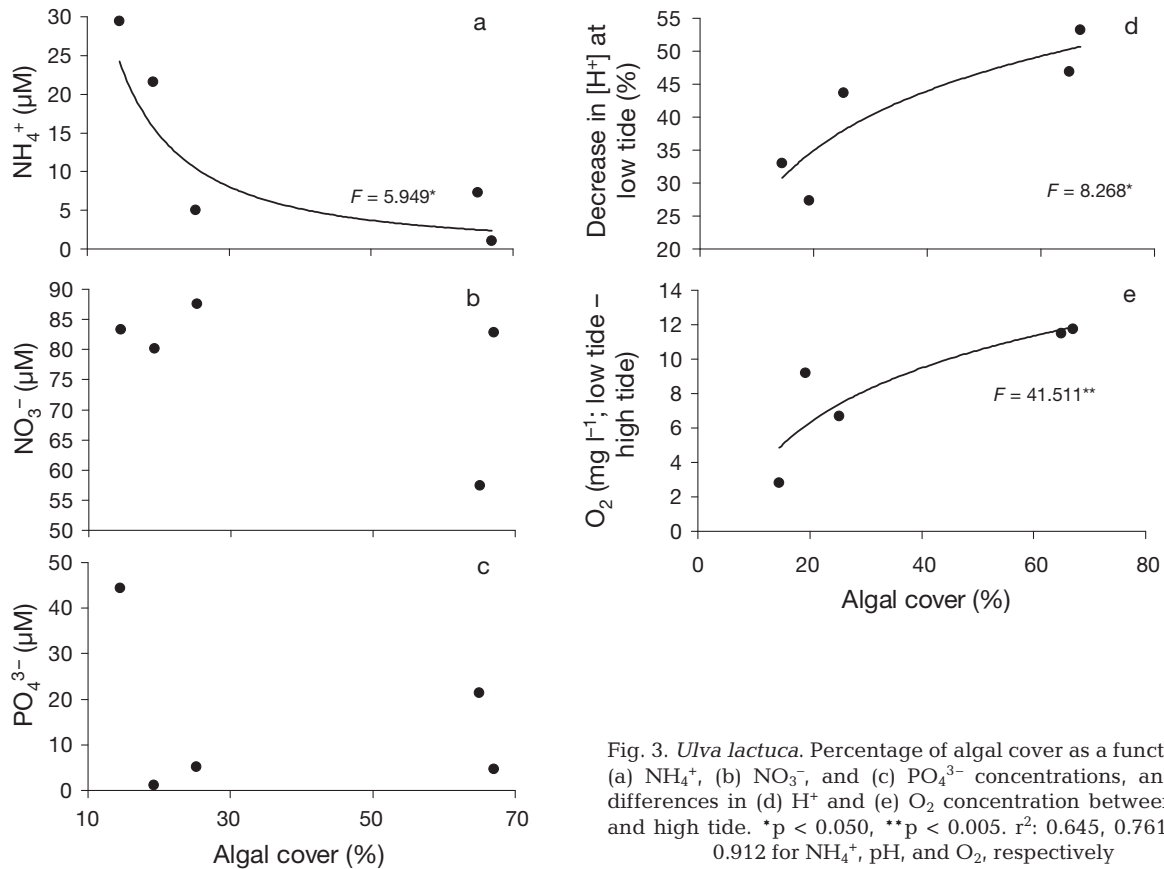 a
30
25
20
15
10
5
0
NH₄⁺ (µM)
F = 5.949*
b
90
85
80
75
70
65
60
55
50
NO₃⁻ (µM)
c
50
40
30
20
10
0
PO₄³⁻ (µM)
10
30
50
70
Algal cover (%)
d
55
50
45
40
35
30
25
20
Decrease in [H⁺] at
low tide (%)
F = 8.268*
e
14
12
10
8
6
4
2
0
O₂ (mg l⁻¹; low tide –
high tide)
F = 41.511**
0
20
40
60
80
Algal cover (%)
Fig. 3. Ulva lactuca. Percentage of algal cover as a funct
(a) NH₄⁺, (b) NO₃⁻, and (c) PO₄³⁻ concentrations, an
differences in (d) H⁺ and (e) O₂ concentration between
and high tide. *p < 0.050, **p < 0.005. r²: 0.645, 0.761
0.912 for NH₄⁺, pH, and O₂, respectively